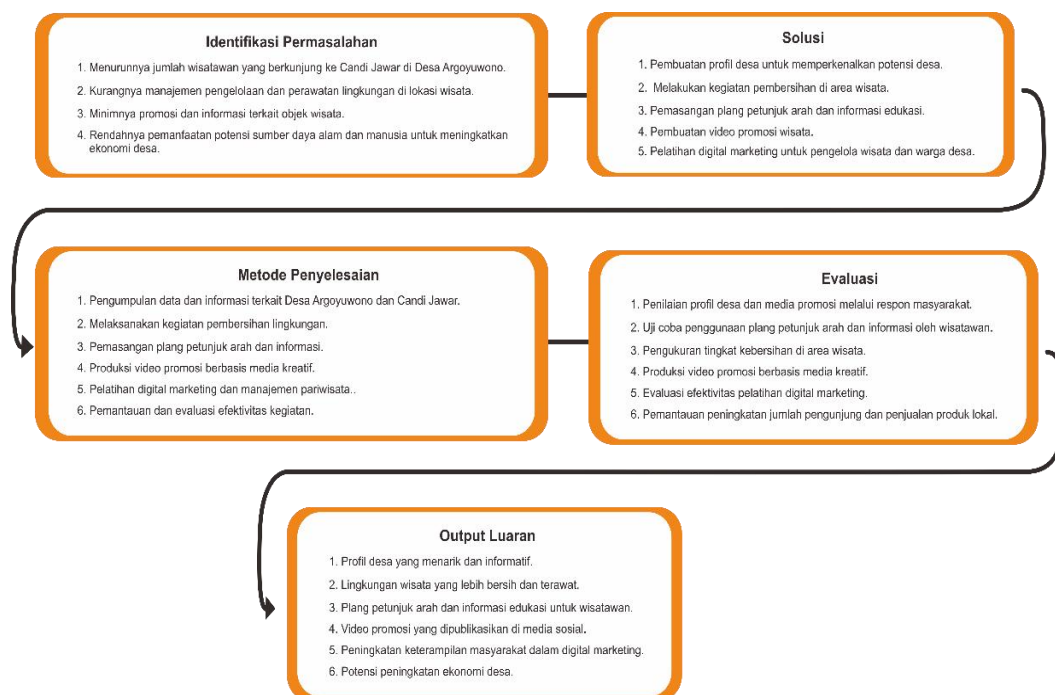 Identifikasi Permasalahan
1. Menurunnya jumlah wisatawan yang berkunjung ke Candi Jawar di Desa Argoyuwono.
2. Kurangnya manajemen pengelolaan dan perawatan lingkungan di lokasi wisata.
3. Minimnya promosi dan informasi terkait objek wisata.
4. Rendahnya pemanfaatan potensi sumber daya alam dan manusia untuk meningkatkan
ekonomi desa.
Solusi
1. Pembuatan profil desa untuk memperkenalkan potensi desa.
2. Melakukan kegiatan pembersihan di area wisata.
3. Pemasangan plang petunjuk arah dan informasi edukasi.
4. Pembuatan video promosi wisata.
5. Pelatihan digital marketing untuk pengelola wisata dan warga desa.
Metode Penyelesaian
1. Pengumpulan data dan informasi terkait Desa Argoyuwono dan Candi Jawar.
2. Melaksanakan kegiatan pembersihan lingkungan.
3. Pemasangan plang petunjuk arah dan informasi.
4. Produksi video promosi berbasis media kreatif.
5. Pelatihan digital marketing dan manajemen pariwisata..
6. Pemantauan dan evaluasi efektivitas kegiatan.
Evaluasi
1. Penilaian profil desa dan media promosi melalui respon masyarakat.
2. Uji coba penggunaan plang petunjuk arah dan informasi oleh wisatawan.
3. Pengukuran tingkat kebersihan di area wisata.
4. Produksi video promosi berbasis media kreatif.
5. Evaluasi efektivitas pelatihan digital marketing.
6. Pemantauan peningkatan jumlah pengunjung dan penjualan produk lokal.
Output Luaran
1. Profil desa yang menarik dan informatif.
2. Lingkungan wisata yang lebih bersih dan terawat.
3. Plang petunjuk arah dan informasi edukasi untuk wisatawan.
4. Video promosi yang dipublikasikan di media sosial.
5. Peningkatan keterampilan masyarakat dalam digital marketing.
6. Potensi peningkatan ekonomi desa.